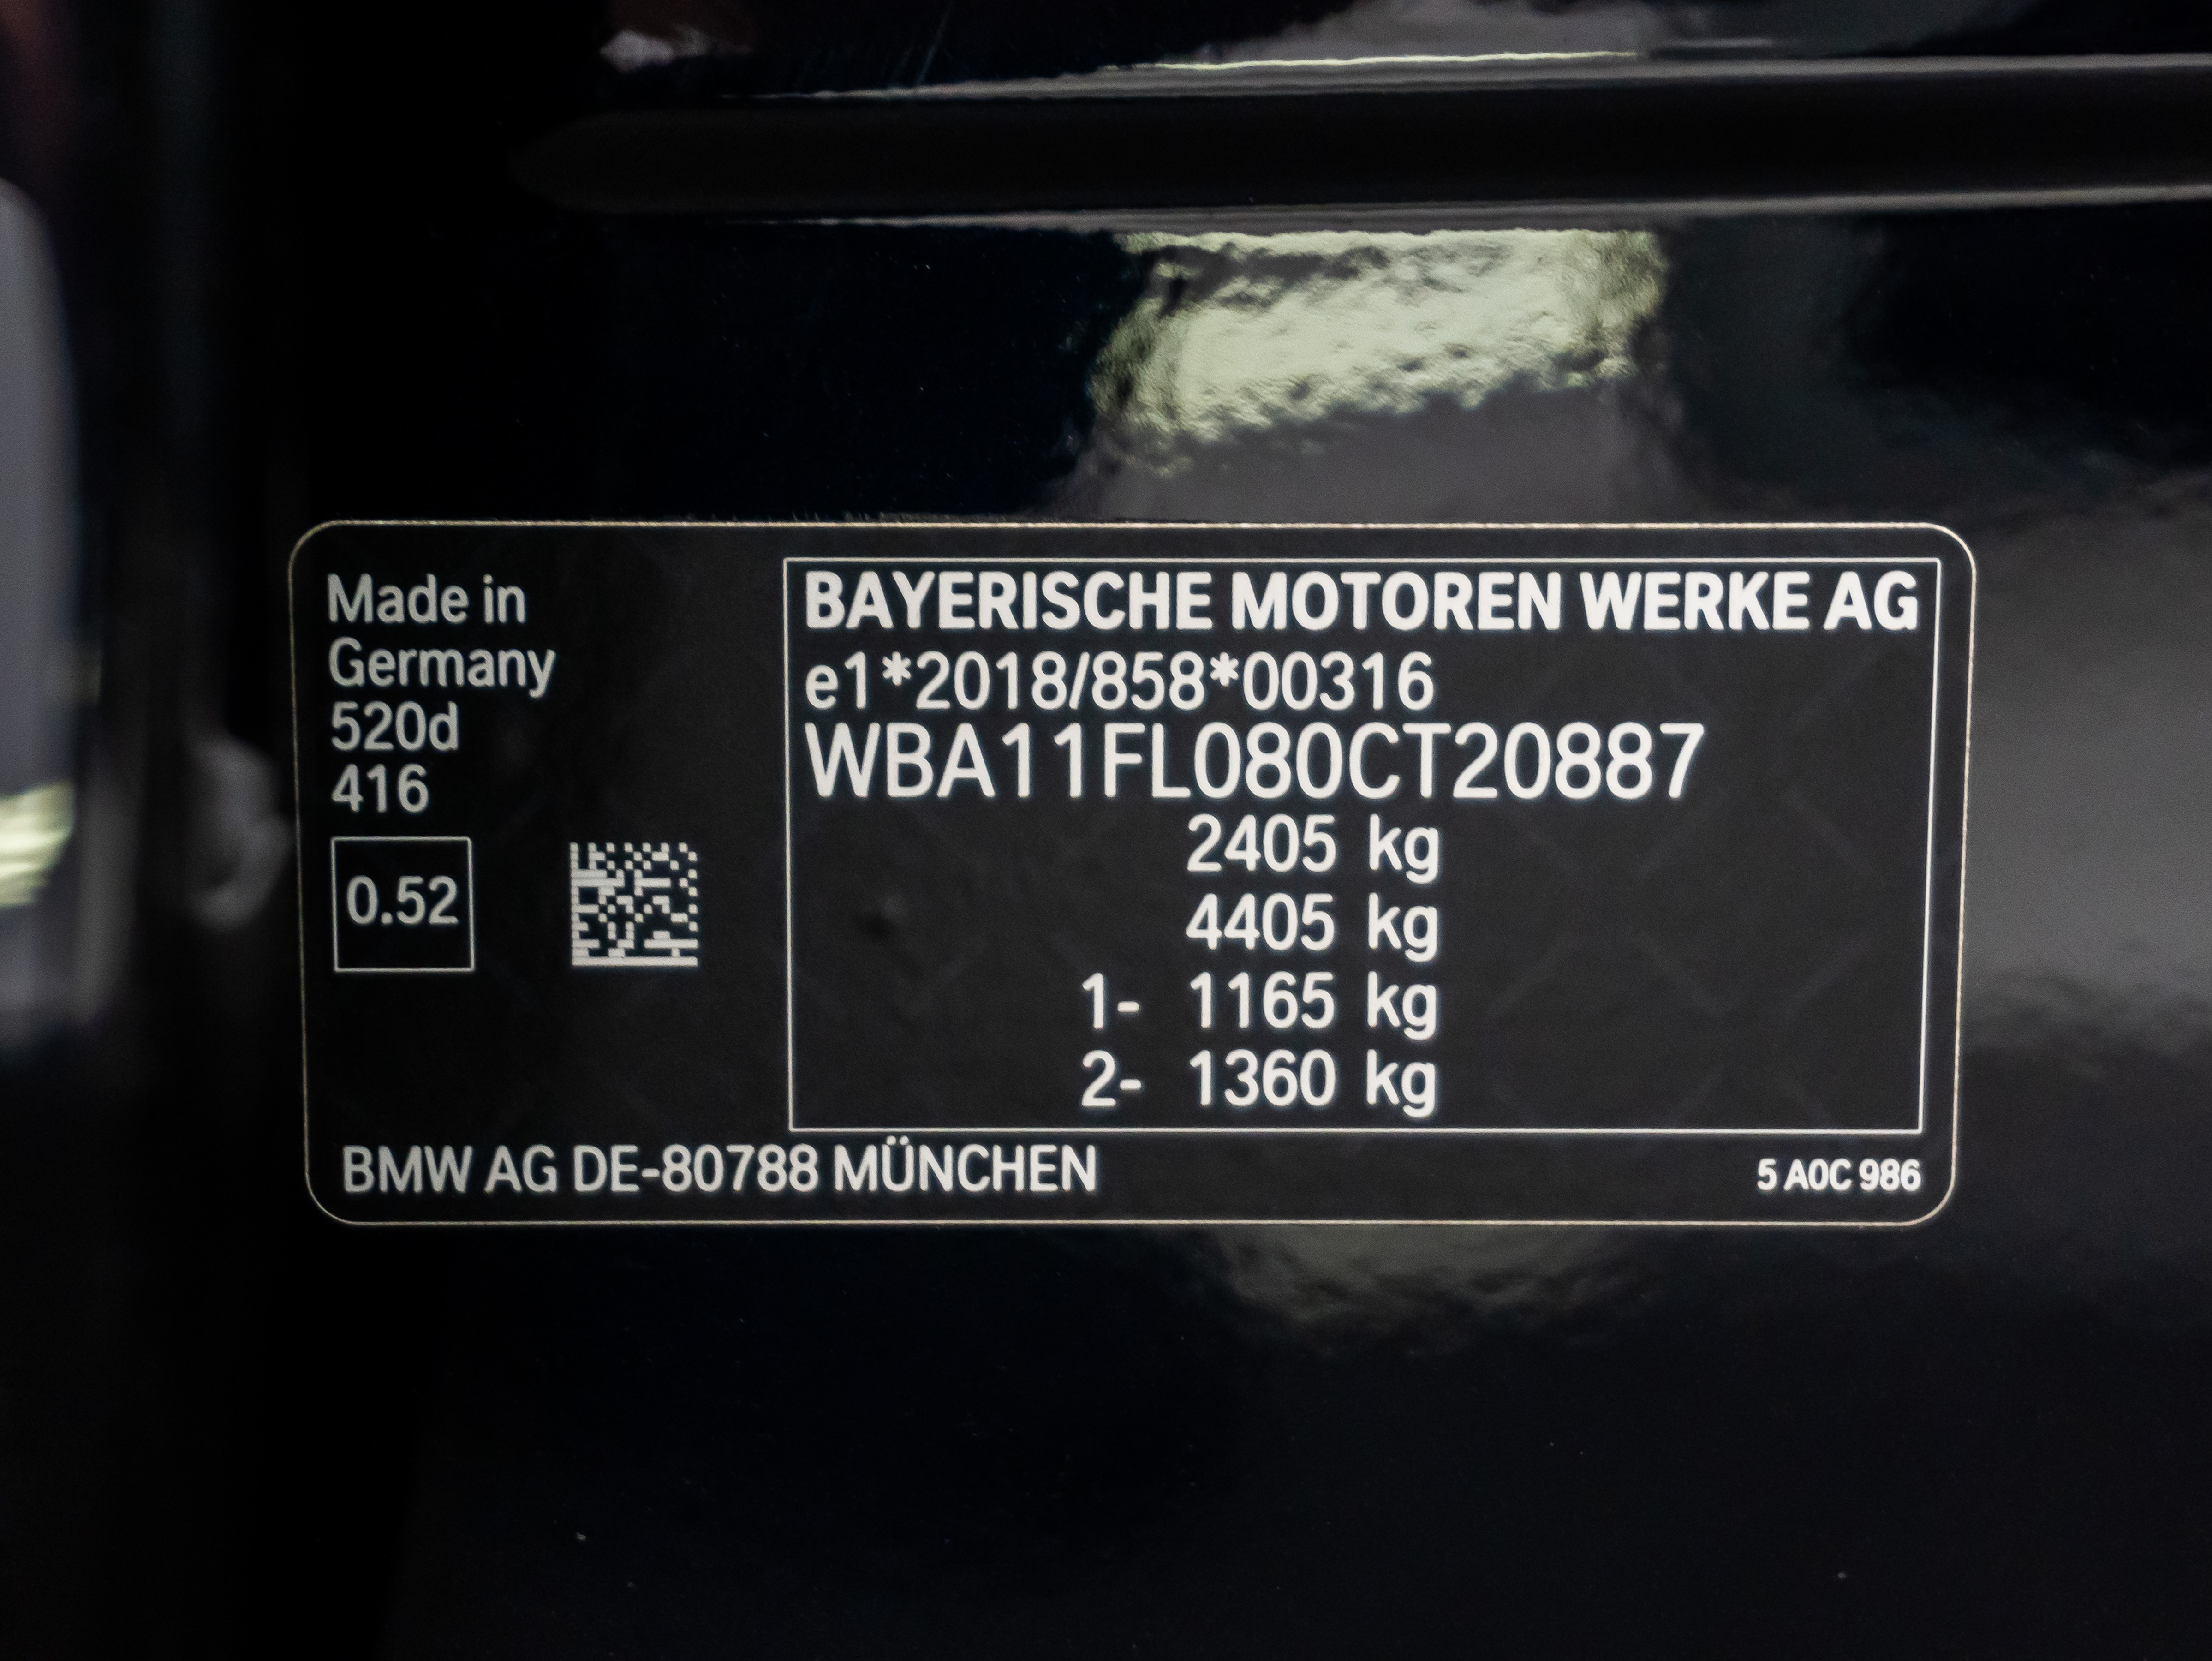 Made in
Germany
520d
416
0.52
BAYERISCHE MOTOREN WERKE AG
e1*2018/858*00316
WBA11FL080CT20887
2405 kg
4405 kg
1- 1165 kg
2- 1360 kg
BMW AG DE-80788 MÜNCHEN
5 A0C 986